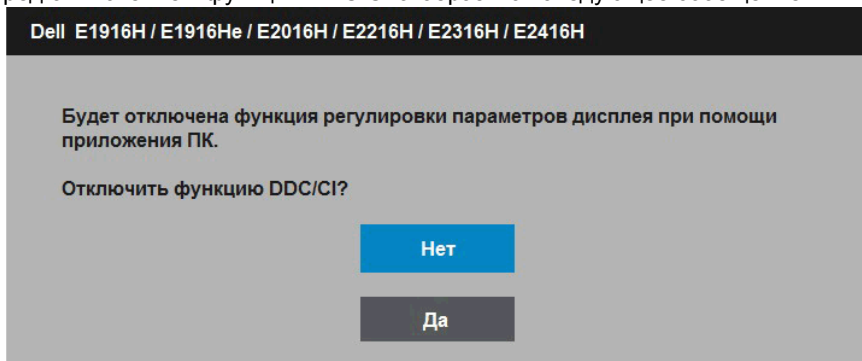 Dell E1916H / E1916He / E2016H / E2216H / E2316H / E2416H
Будет отключена функция регулировки параметров дисплея при помощи
приложения ПК.
Отключить функцию DDC/CI?
Нет
Да